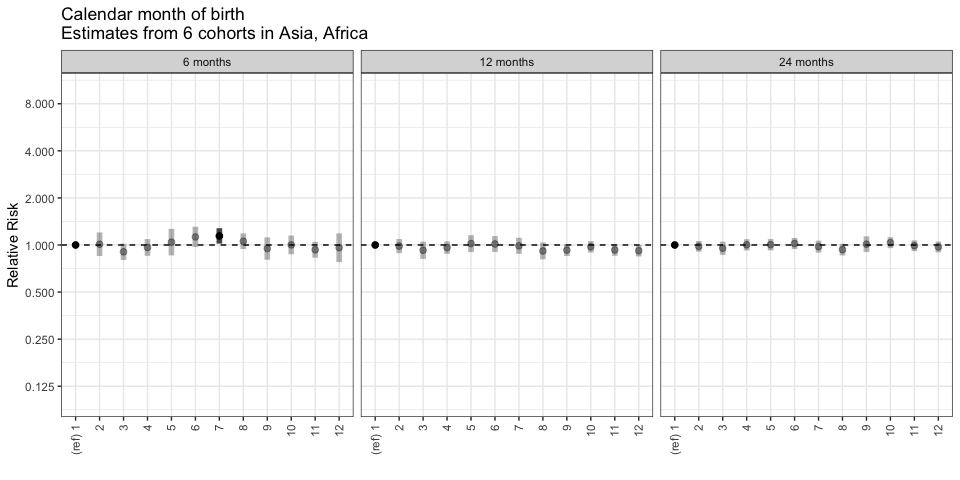 Calendar month of birth
Estimates from 6 cohorts in Asia, Africa
6 months
12 months
24 months
Relative Risk
8.000
4.000
2.000
1.000
0.500
0.250
0.125
(ref) 1 2 3 4 5 6 7 8 9 10 11 12
(ref) 1 2 3 4 5 6 7 8 9 10 11 12
(ref) 1 2 3 4 5 6 7 8 9 10 11 12